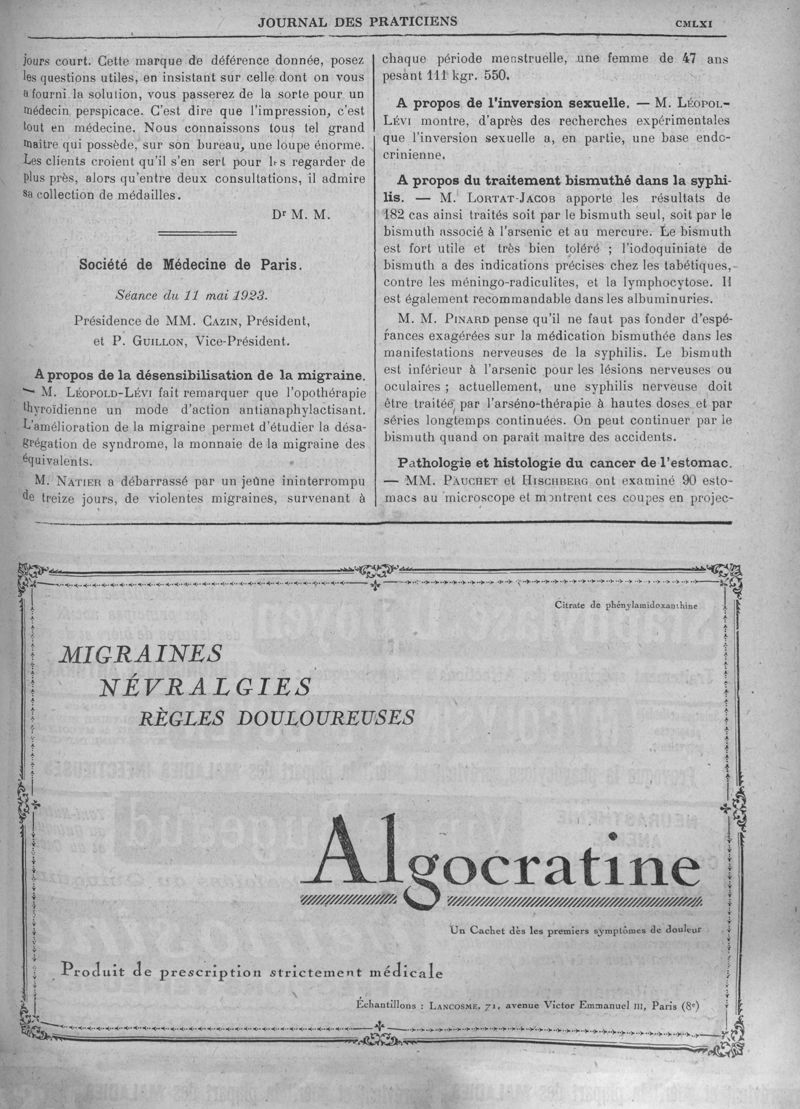 JOURNAL DES PRATICIENS
CMLXI
jours court. Cette marque de déférence donnée, posez
les questions utiles, en insistant sur celle dont on vous
a fourni la solution, vous passerez de la sorte pour un
médecin perspicace. C'est dire que l'impression, c'est
tout en médecine. Nous connaissons tous tel grand
maître qui possède, sur son bureau, une loupe énorme.
Les clients croient qu'il s'en sert pour les regarder de
plus près, alors qu'entre deux consultations, il admire
sa collection de médailles.
Dr M. M.
Société de Médecine de Paris.
Séance du 11 mai 1923.
Présidence de MM. CAZIN, Président,
et P. GUILLON, Vice-Président.
A propos de la désensibilisation de la migraine.
— M. LÉOPOLD-LÉVI fait remarquer que l'opothérapie
thyroïdienne un mode d'action antianaphylactisant.
L'amélioration de la migraine permet d'étudier la désa-
grégation de syndrome, la monnaie de la migraine des
équivalents.
M. NATIER a débarrassé par un jeûne ininterrompu
de treize jours, de violentes migraines, survenant à
chaque période menstruelle, une femme de 47 ans
pesant 111 kgr. 550.
A propos de l'inversion sexuelle. — M. LÉOPOL-
LÉVI montre, d'après des recherches expérimentales
que l'inversion sexuelle a, en partie, une base endo-
crinienne.
A propos du traitement bismuthé dans la syphi-
lis. — M. LORTAT-JACOB apporte les résultats de
182 cas ainsi traités soit par le bismuth seul, soit par le
bismuth associé à l'arsenic et au mercure. Le bismuth
est fort utile et très bien toléré ; l'iodoquiniate de
bismuth a des indications précises chez les tabétiques,
contre les méningo-radiculites, et la lymphocytose. Il
est également recommandable dans les albuminuries.
M. M. PINARD pense qu'il ne faut pas fonder d'espé-
rances exagérées sur la médication bismuthée dans les
manifestations nerveuses de la syphilis. Le bismuth
est inférieur à l'arsenic pour les lésions nerveuses ou
oculaires ; actuellement, une syphilis nerveuse doit
être traitée par l'arséno-thérapie à hautes doses et par
séries longtemps continuées. On peut continuer par le
bismuth quand on paraît maître des accidents.
Pathologie et histologie du cancer de l'estomac.
— MM. PAUCHET et HISCHBERG ont examiné 90 esto-
macs au microscope et montrent ces coupes en projec-
Citrate de phénylamidoxanthine
MIGRAINES
NÉVRALGIES
RÈGLES DOULOUREUSES
Algocratine
Un Cachet dès les premiers symptômes de douleur
Produit de prescription strictement médicale
Échantillons : LANCOSME, 71, avenue Victor Emmanuel III, Paris (8e)